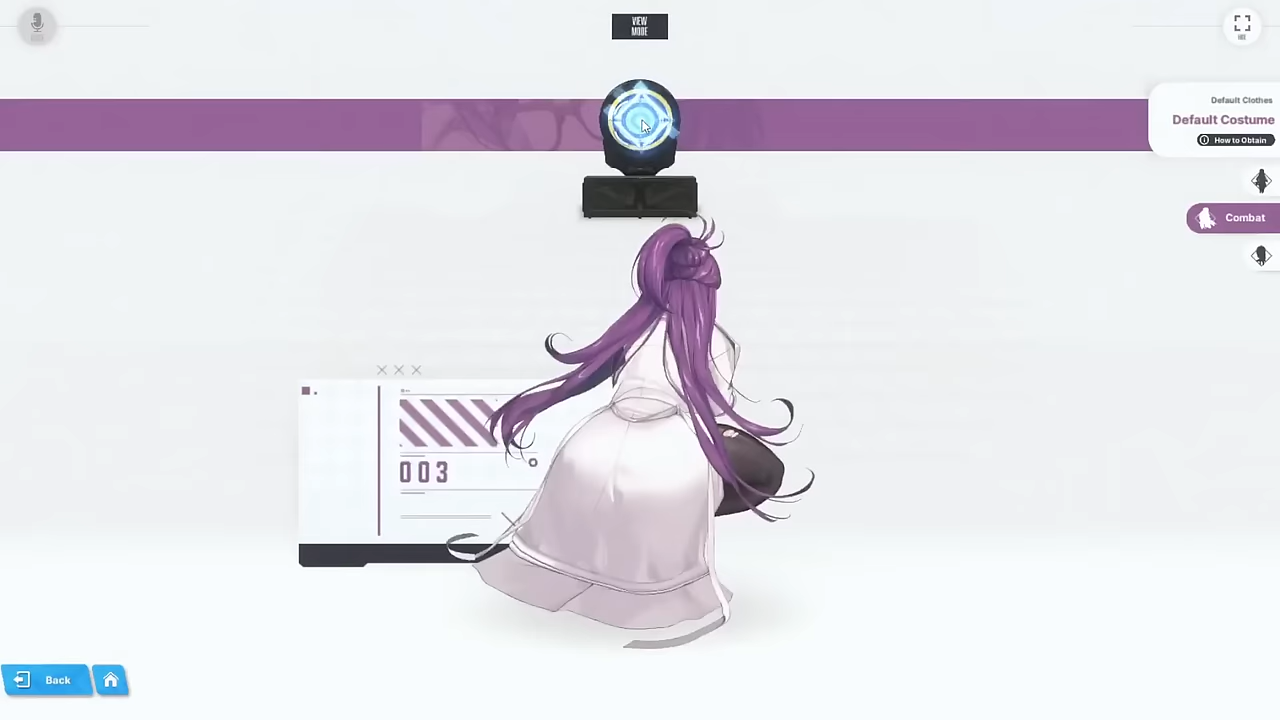 VIEW
MODE
Default Clothes
Default Costume
How to Obtain
Combat
003
Back